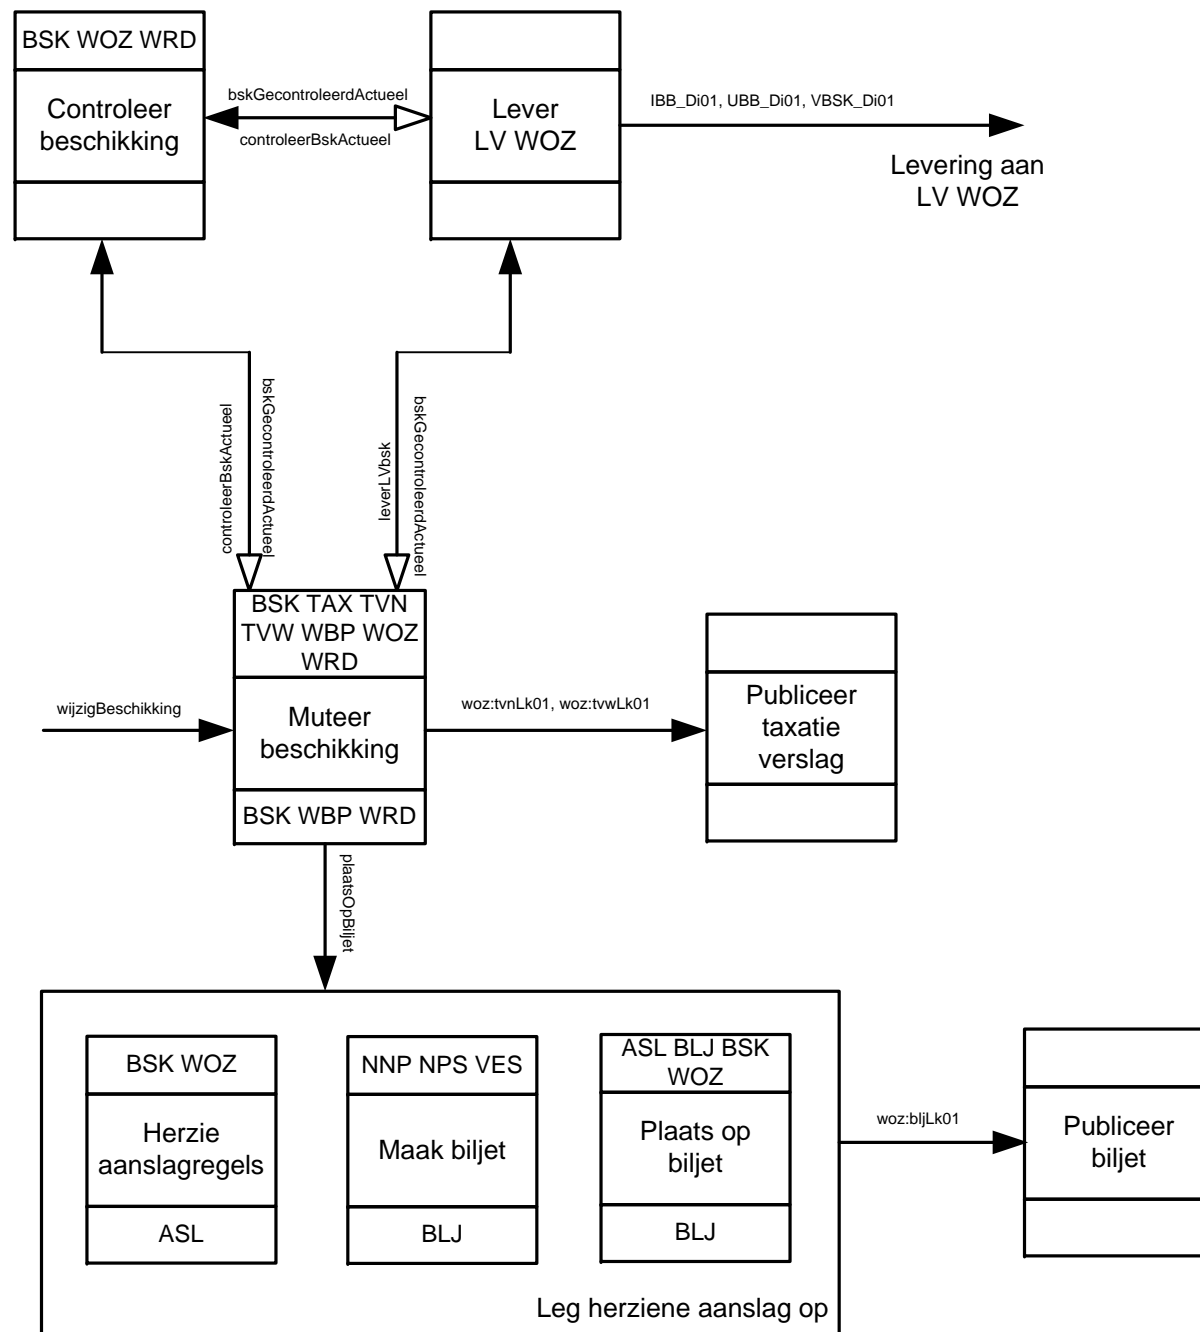 BSK WOZ WRD
Controleer
beschikking
bskGecontroleerdActueel
controleerBskActueel
Lever
LV WOZ
IBB_Di01, UBB_Di01, VBSK_Di01
Levering aan
LV WOZ
controleerBskActueel
bskGecontroleerdActueel
leverLVbsk
bskGecontroleerdActueel
BSK TAX TVN
TVW WBP WOZ
WRD
wijzigBeschikking
Muteer
beschikking
BSK WBP WRD
woz:tvnLk01, woz:tvwLk01
Publiceer
taxatie
verslag
plaatsOpBiljet
BSK WOZ
Herzie
aanslagregels
ASL
NNP NPS VES
Maak biljet
BLJ
ASL BLJ BSK
WOZ
Plaats op
biljet
BLJ
Leg herziene aanslag op
woz:bljLk01
Publiceer
biljet